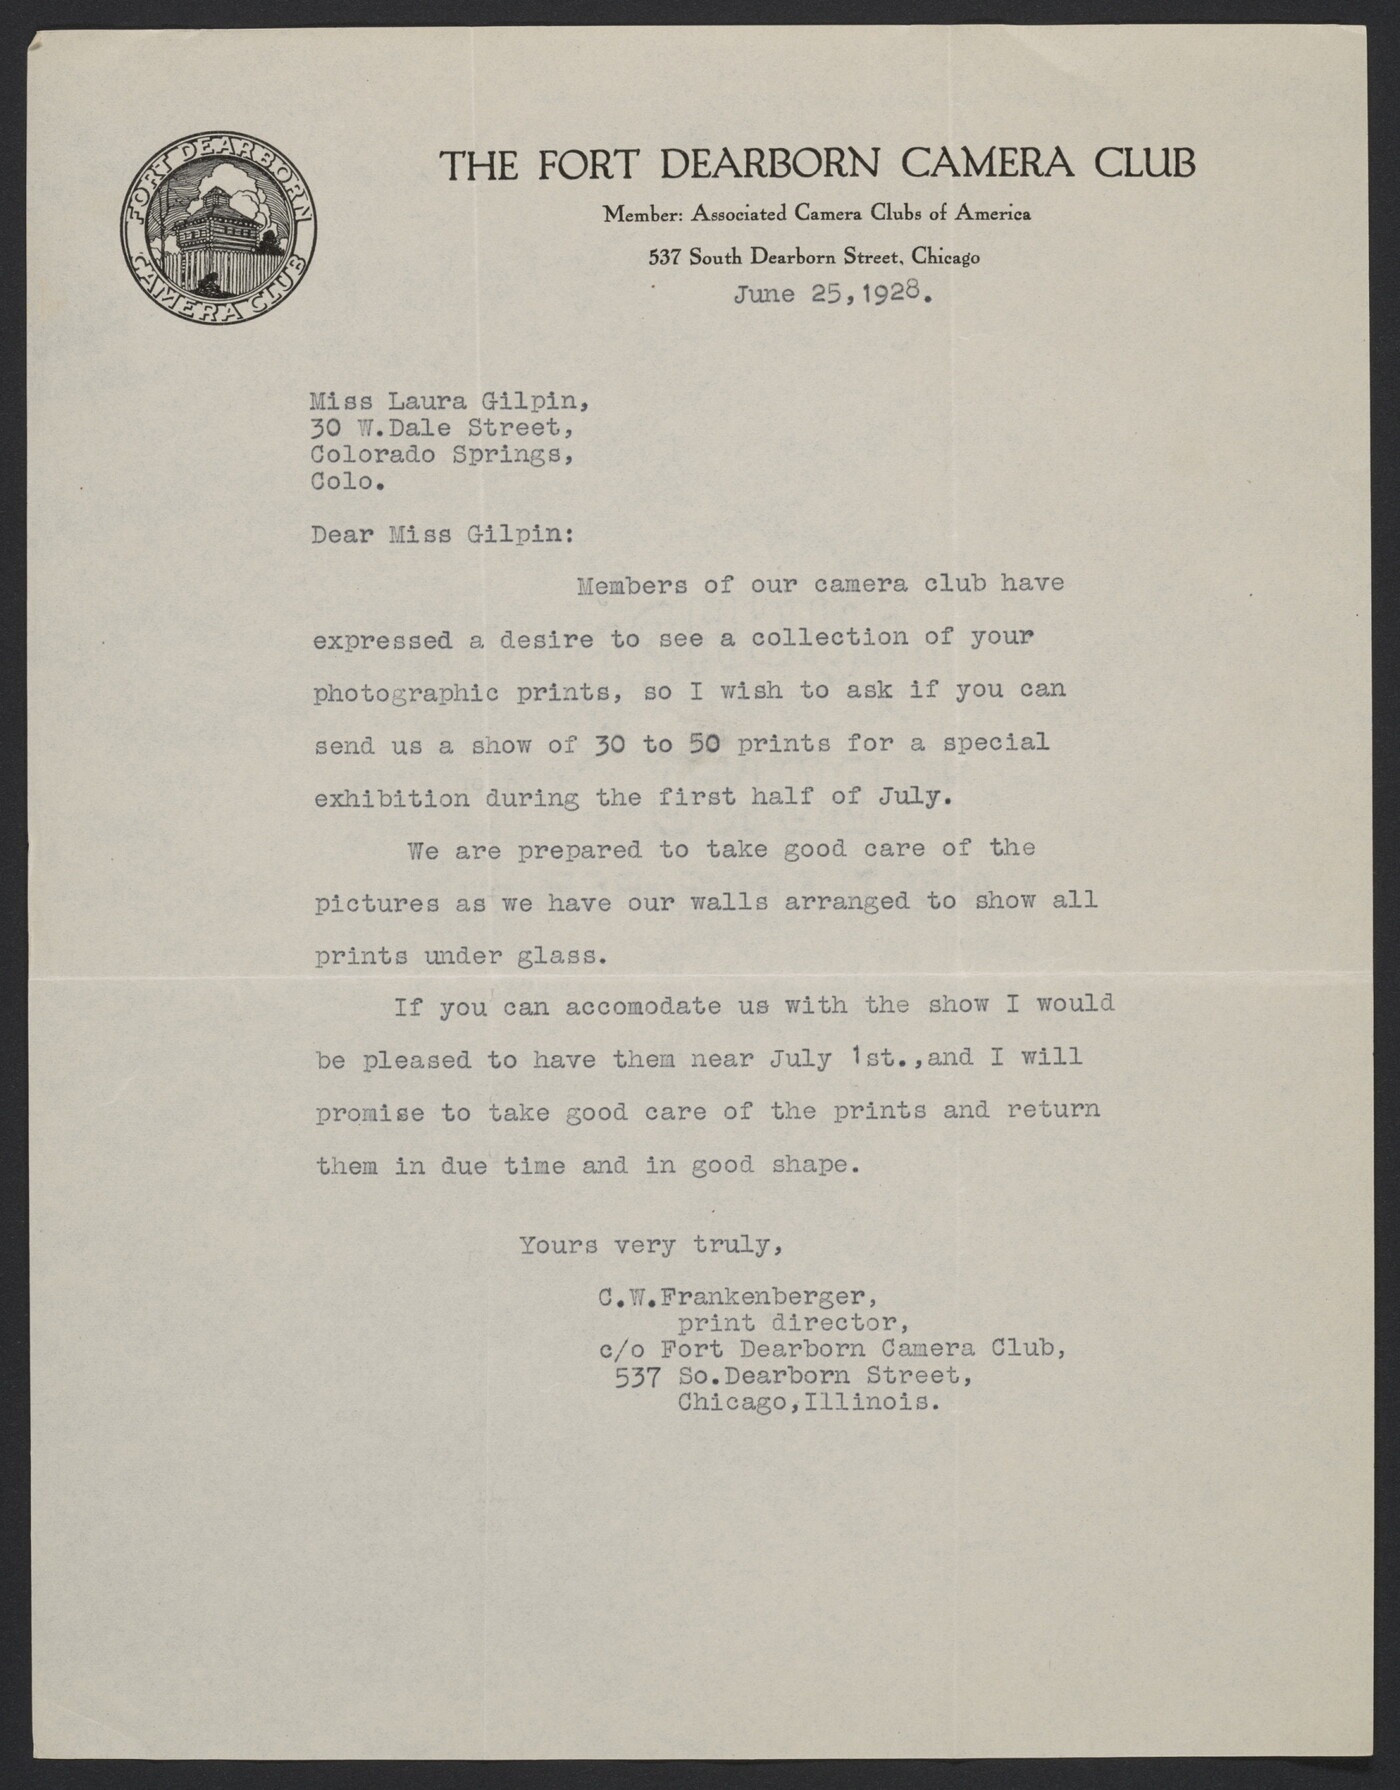 FORT DEARBORN
CAMERA CLUB
THE FORT DEARBORN CAMERA CLUB
Member: Associated Camera Clubs of America
537 South Dearborn Street, Chicago
June 25,1928.
Miss Laura Gilpin,
30 W.Dale Street,
Colorado Springs,
Colo.
Dear Miss Gilpin:
Members of our camera club have
expressed a desire to see a collection of your
photographic prints, so I wish to ask if you can
send us a show of 30 to 50 prints for a special
exhibition during the first half of July.
We are prepared to take good care of the
pictures as we have our walls arranged to show all
prints under glass.
If you can accomodate us with the show I would
be pleased to have them near July 1st.,and I will
promise to take good care of the prints and return
them in due time and in good shape.
Yours very truly,
C.W.Frankenberger,
print director,
c/o Fort Dearborn Camera Club,
537 So.Dearborn Street,
Chicago,Illinois.